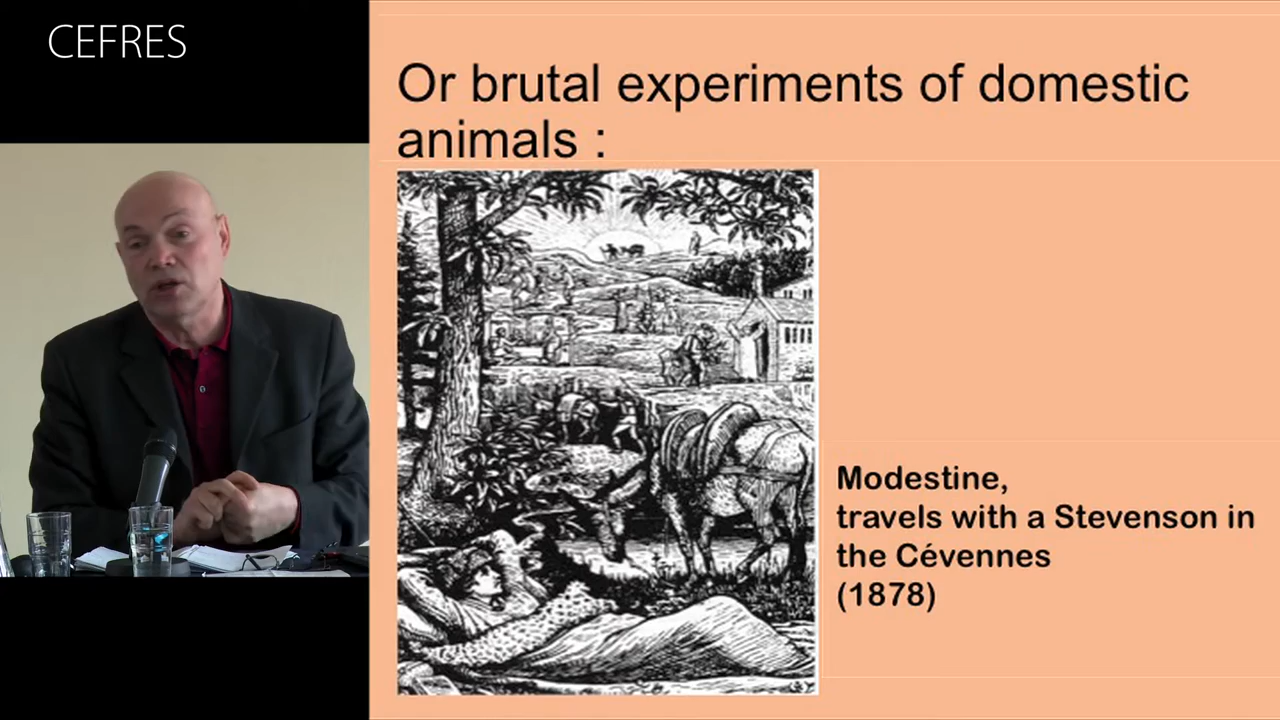 CEFRES
Or brutal experiments of domestic
animals :
Modestine,
travels with a Stevenson in
the Cévennes
(1878)